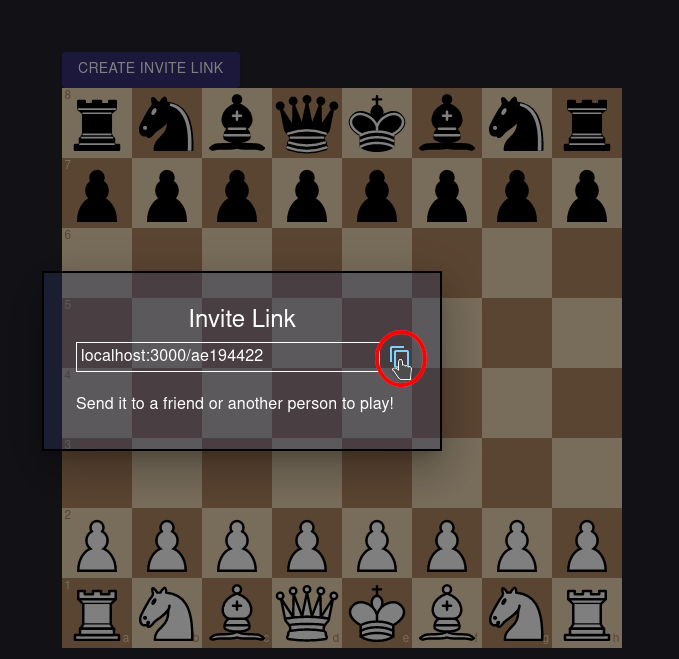 CREATE INVITE LINK
8
7
6
5
Invite Link
localhost:3000/ae194422
4
Send it to a friend or another person to play!
3
2
1
a
b
c
d
e
g
h